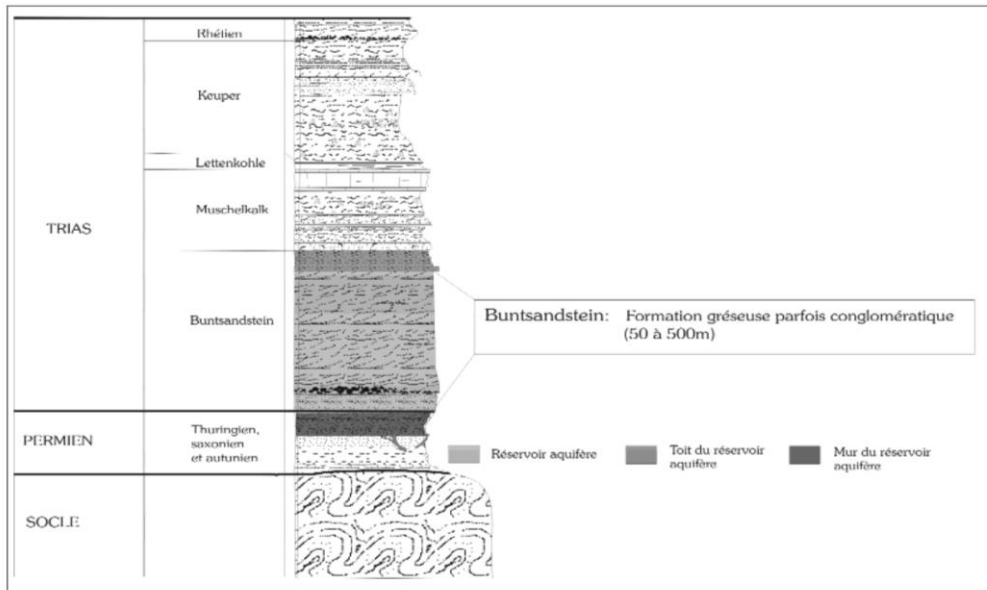 Rhétien
Keuper
Lettenkohle
Muschelkalk
TRIAS
Buntsandstein
Buntsandstein: Formation gréseuse parfois conglomératique
(50 à 500m)
PERMIEN
Thuringien,
saxonien
et autunien
Réservoir aquifère
Toit du réservoir
aquifère
Mur du réservoir
aquifère
SOCLE